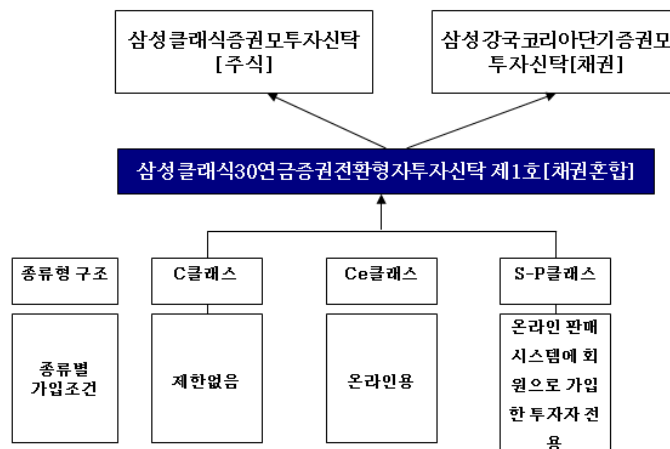 삼성클래식증권모투자신탁
[주식]
삼성강국코리아단기증권모
투자신탁[채권]
삼성클래식30연금증권전환형자투자신탁 제1호[채권혼합]
종류형 구조
C클래스
Ce클래스
S-P클래스
종류별
가입조건
제한없음
온라인용
온라인 판매
시스템에 회
원으로 가입
한 투자자 전
용